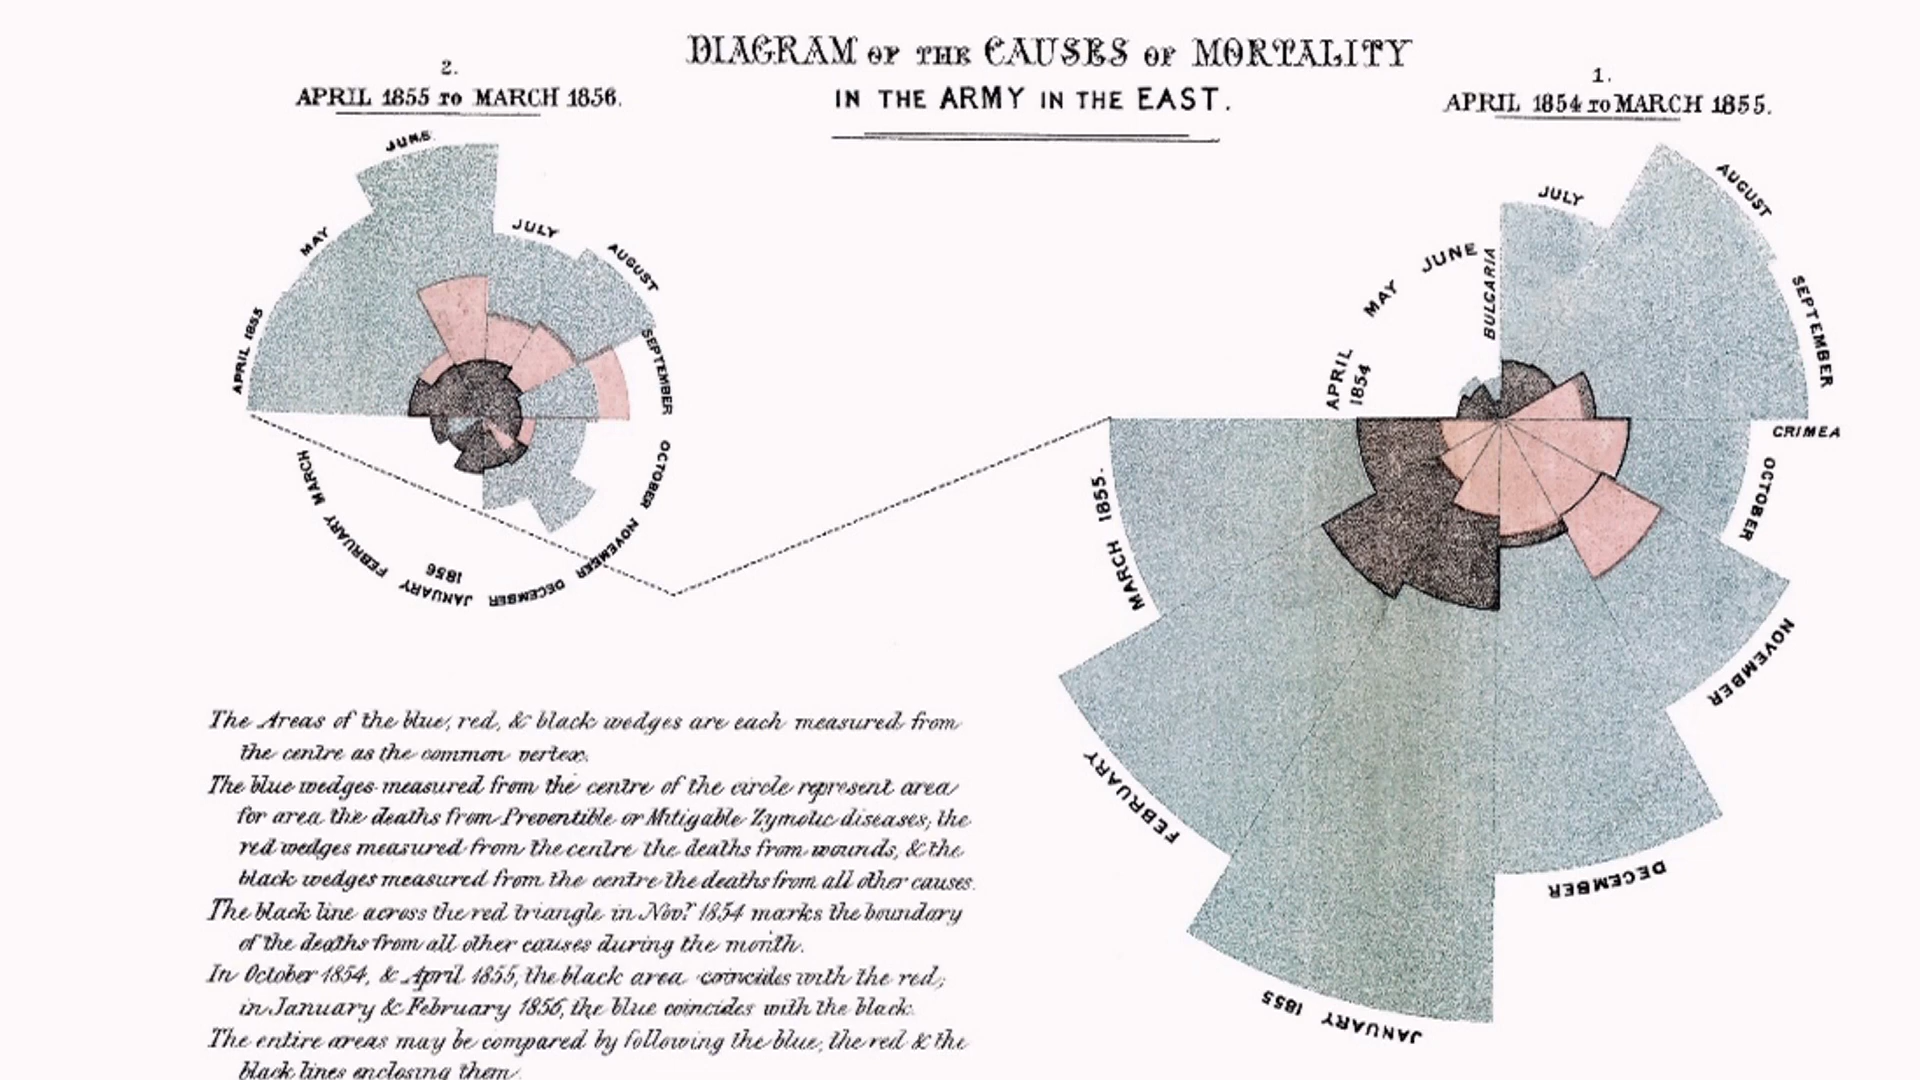 DIAGRAM OF THE CAUSES OF MORTALITY
IN THE ARMY IN THE EAST.
2.
APRIL 1855 TO MARCH 1856.
1.
APRIL 1854 TO MARCH 1855.
JUNE
JULY
AUGUST
MAY
SEPTEMBER
APRIL 1855
OCTOBER
NOVEMBER
DECEMBER
JANUARY
1856
FEBRUARY
MARCH
JULY
AUGUST
JUNE
BULGARIA
MAY
SEPTEMBER
APRIL
1854
CRIMEA
OCTOBER
MARCH 1855.
NOVEMBER
FEBRUARY
DECEMBER
JANUARY 1855
The Areas of the blue, red, & black wedges are each measured from
the centre as the common vertex.
The blue wedges measured from the centre of the circle represent area
for area the deaths from Preventible or Mitigable Zymotic diseases; the
red wedges measured from the centre the deaths from wounds, & the
black wedges measured from the centre the deaths from all other causes.
The black line across the red triangle in Novr. 1854 marks the boundary
of the deaths from all other causes during the month.
In October 1854, & April 1855, the black area coincides with the red;
in January & February 1856, the blue coincides with the black.
The entire areas may be compared by following the blue, the red & the
black lines enclosing them.